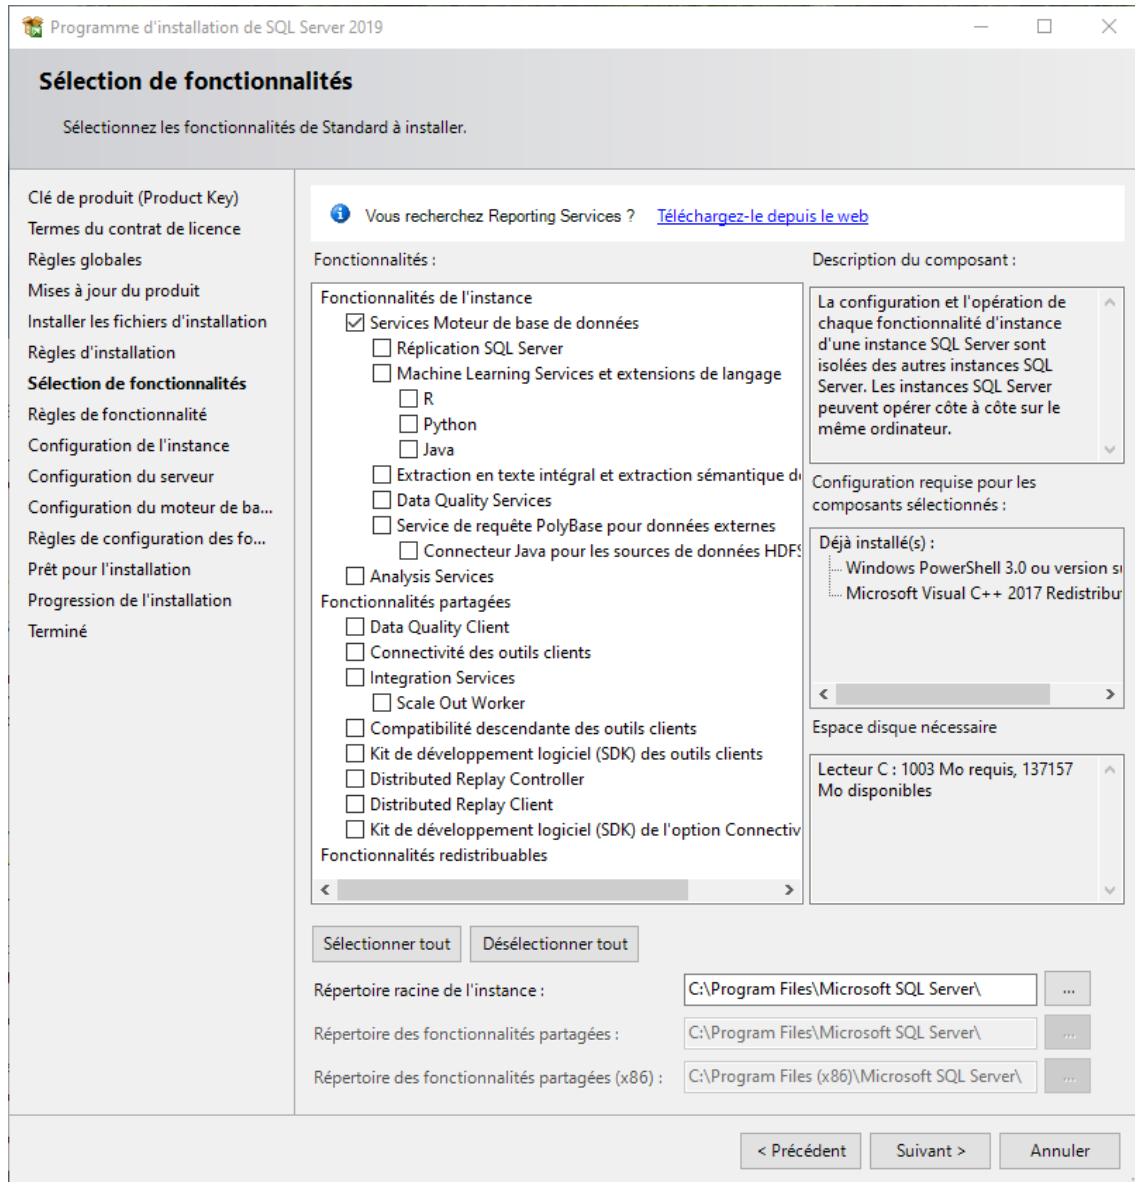 Programme d'installation de SQL Server 2019
Sélection de fonctionnalités
Sélectionnez les fonctionnalités de Standard à installer.
Clé de produit (Product Key)
Termes du contrat de licence
Règles globales
Mises à jour du produit
Installer les fichiers d'installation
Règles d'installation
Sélection de fonctionnalités
Règles de fonctionnalité
Configuration de l'instance
Configuration du serveur
Configuration du moteur de ba...
Règles de configuration des fo...
Prêt pour l'installation
Progression de l'installation
Terminé
Vous recherchez Reporting Services ? Téléchargez-le depuis le web
Fonctionnalités :
Fonctionnalités de l'instance
Services Moteur de base de données
Réplication SQL Server
Machine Learning Services et extensions de langage
R
Python
Java
Extraction en texte intégral et extraction sémantique de
Data Quality Services
Service de requête PolyBase pour données externes
Connecteur Java pour les sources de données HDFS
Analysis Services
Fonctionnalités partagées
Data Quality Client
Connectivité des outils clients
Integration Services
Scale Out Worker
Compatibilité descendante des outils clients
Kit de développement logiciel (SDK) des outils clients
Distributed Replay Controller
Distributed Replay Client
Kit de développement logiciel (SDK) de l'option Connectiv
Fonctionnalités redistribuables
Description du composant :
La configuration et l'opération de
chaque fonctionnalité d'instance
d'une instance SQL Server sont
isolées des autres instances SQL
Server. Les instances SQL Server
peuvent opérer côte à côte sur le
même ordinateur.
Configuration requise pour les
composants sélectionnés :
Déjà installé(s) :
Windows PowerShell 3.0 ou version su
Microsoft Visual C++ 2017 Redistribu
Espace disque nécessaire
Lecteur C : 1003 Mo requis, 137157
Mo disponibles
Sélectionner tout
Désélectionner tout
Répertoire racine de l'instance : C:\Program Files\Microsoft SQL Server\ ...
Répertoire des fonctionnalités partagées : C:\Program Files\Microsoft SQL Server\ ...
Répertoire des fonctionnalités partagées (x86) : C:\Program Files (x86)\Microsoft SQL Server\ ...
< Précédent
Suivant >
Annuler